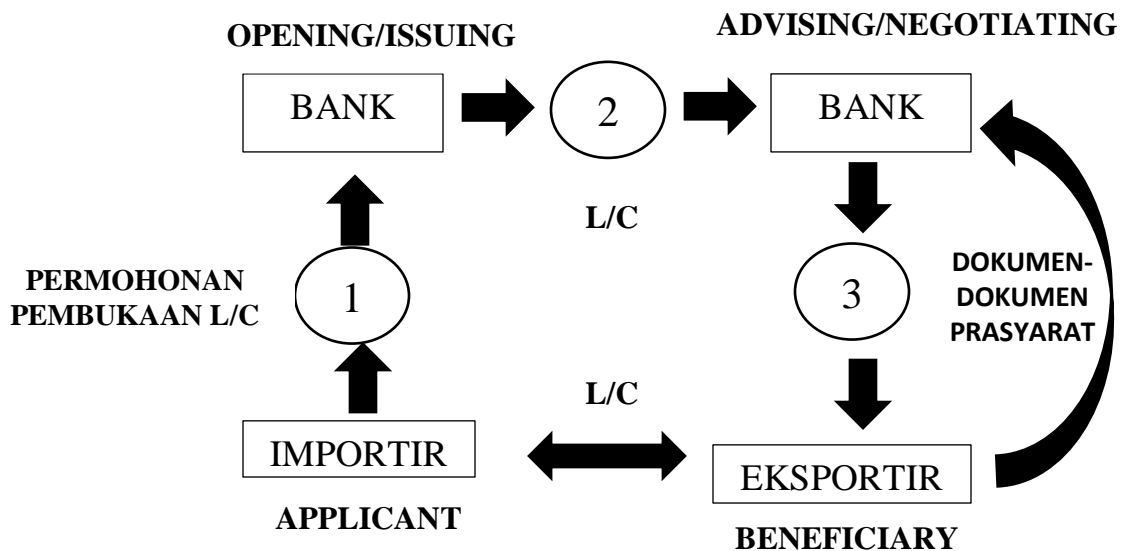 OPENING/ISSUING
ADVISING/NEGOTIATING
BANK
2
BANK
L/C
PERMOHONAN
PEMBUKAAN L/C
1
3
DOKUMEN-
DOKUMEN
PRASYARAT
L/C
IMPORTIR
EKSPORTIR
APPLICANT
BENEFICIARY